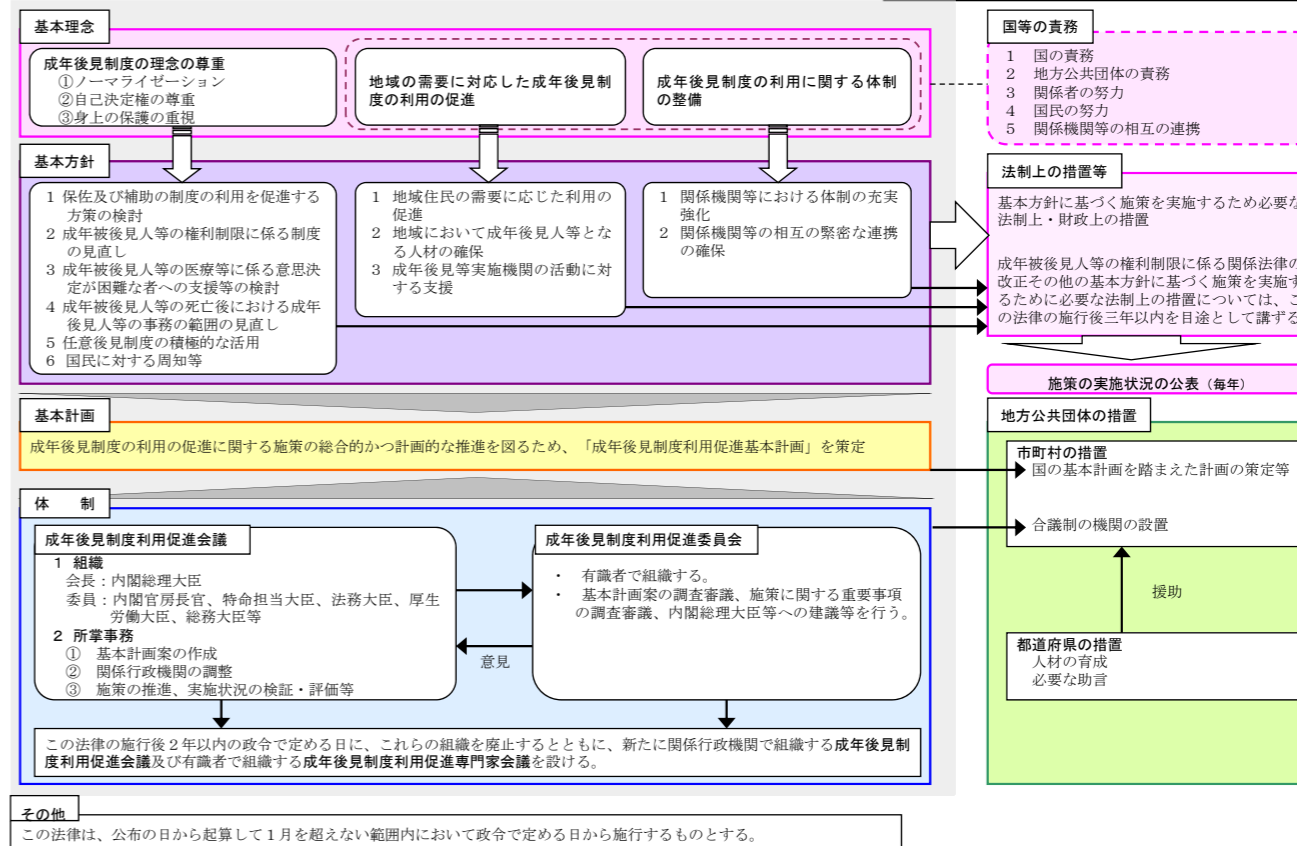 基本理念
成年後見制度の理念の尊重
①ノーマライゼーション
②自己決定権の尊重
③身上の保護の重視
地域の需要に対応した成年後見制
度の利用の促進
成年後見制度の利用に関する体制
の整備
国等の責務
1 国の責務
2 地方公共団体の責務
3 関係者の努力
4 国民の努力
5 関係機関等の相互の連携
基本方針
1 保佐及び補助の制度の利用を促進する
方策の検討
2 成年被後見人等の権利制限に係る制度
の見直し
3 成年被後見人等の医療等に係る意思決
定が困難な者への支援等の検討
4 成年被後見人等の死亡後における成年
後見人等の事務の範囲の見直し
5 任意後見制度の積極的な活用
6 国民に対する周知等
1 地域住民の需要に応じた利用の
促進
2 地域において成年後見人等とな
る人材の確保
3 成年後見等実施機関の活動に対
する支援
1 関係機関等における体制の充実
強化
2 関係機関等の相互の緊密な連携
の確保
法制上の措置等
基本方針に基づく施策を実施するため必要な
法制上・財政上の措置
成年被後見人等の権利制限に係る関係法律の
改正その他の基本方針に基づく施策を実施す
るために必要な法制上の措置については、こ
の法律の施行後三年以内を目途として講ずる
施策の実施状況の公表（毎年）
基本計画
成年後見制度の利用の促進に関する施策の総合的かつ計画的な推進を図るため、「成年後見制度利用促進基本計画」を策定
地方公共団体の措置
市町村の措置
国の基本計画を踏まえた計画の策定等
合議制の機関の設置
援助
都道府県の措置
人材の育成
必要な助言
体 制
成年後見制度利用促進会議
1 組織
会長：内閣総理大臣
委員：内閣官房長官、特命担当大臣、法務大臣、厚生
労働大臣、総務大臣等
2 所掌事務
① 基本計画案の作成
② 関係行政機関の調整
③ 施策の推進、実施状況の検証・評価等
意見
成年後見制度利用促進委員会
・ 有識者で組織する。
・ 基本計画案の調査審議、施策に関する重要事項
の調査審議、内閣総理大臣等への建議等を行う。
この法律の施行後２年以内の政令で定める日に、これらの組織を廃止するとともに、新たに関係行政機関で組織する成年後見制
度利用促進会議及び有識者で組織する成年後見制度利用促進専門家会議を設ける。
その他
この法律は、公布の日から起算して１月を超えない範囲内において政令で定める日から施行するものとする。